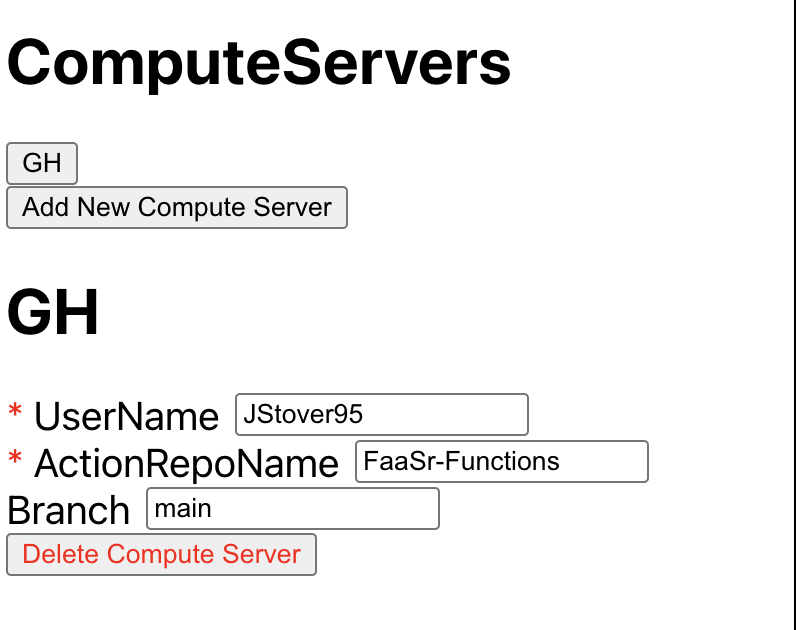 ComputeServers
GH
Add New Compute Server
GH
* UserName JStover95
* ActionRepoName FaaSr-Functions
Branch main
Delete Compute Server